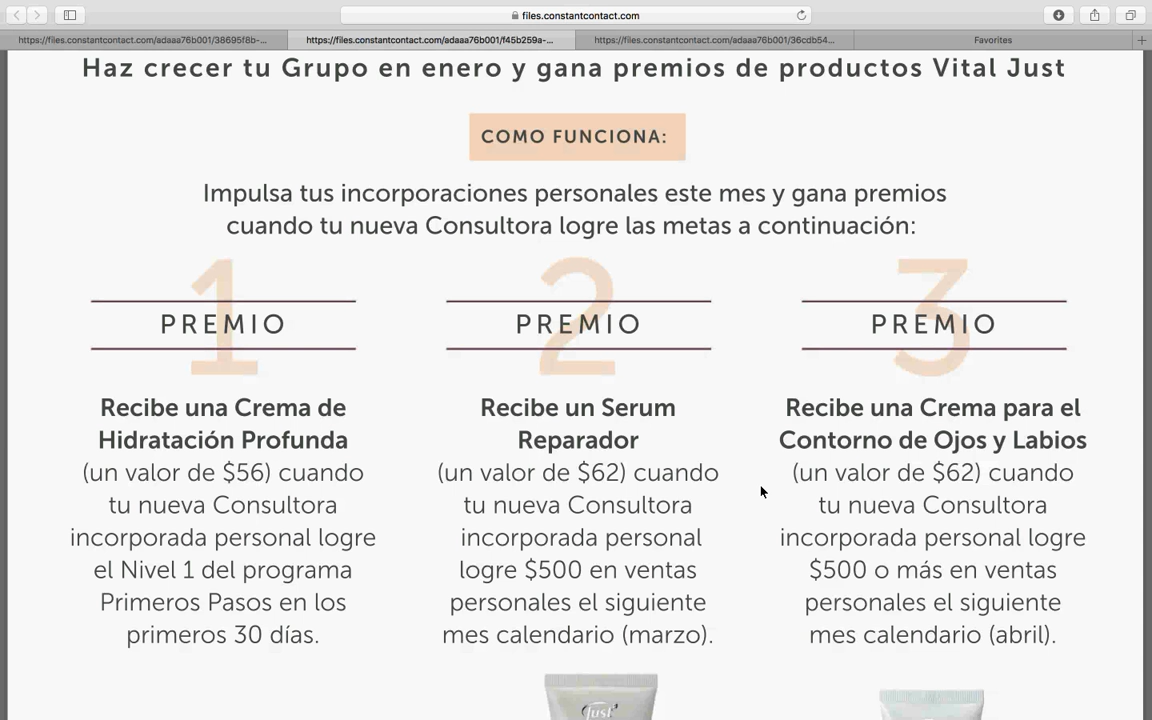 files.constantcontact.com
https://files.constantcontact.com/adaaa76b001/38695f8b-...
https://files.constantcontact.com/adaaa76b001/f45b259a-...
https://files.constantcontact.com/adaaa76b001/36cdb54...
Favorites
Haz crecer tu Grupo en enero y gana premios de productos Vital Just
COMO FUNCIONA:
Impulsa tus incorporaciones personales este mes y gana premios
cuando tu nueva Consultora logre las metas a continuación:
1
PREMIO
Recibe una Crema de
Hidratación Profunda
(un valor de $56) cuando
tu nueva Consultora
incorporada personal logre
el Nivel 1 del programa
Primeros Pasos en los
primeros 30 días.
2
PREMIO
Recibe un Serum
Reparador
(un valor de $62) cuando
tu nueva Consultora
incorporada personal
logre $500 en ventas
personales el siguiente
mes calendario (marzo).
3
PREMIO
Recibe una Crema para el
Contorno de Ojos y Labios
(un valor de $62) cuando
tu nueva Consultora
incorporada personal logre
$500 o más en ventas
personales el siguiente
mes calendario (abril).
Just